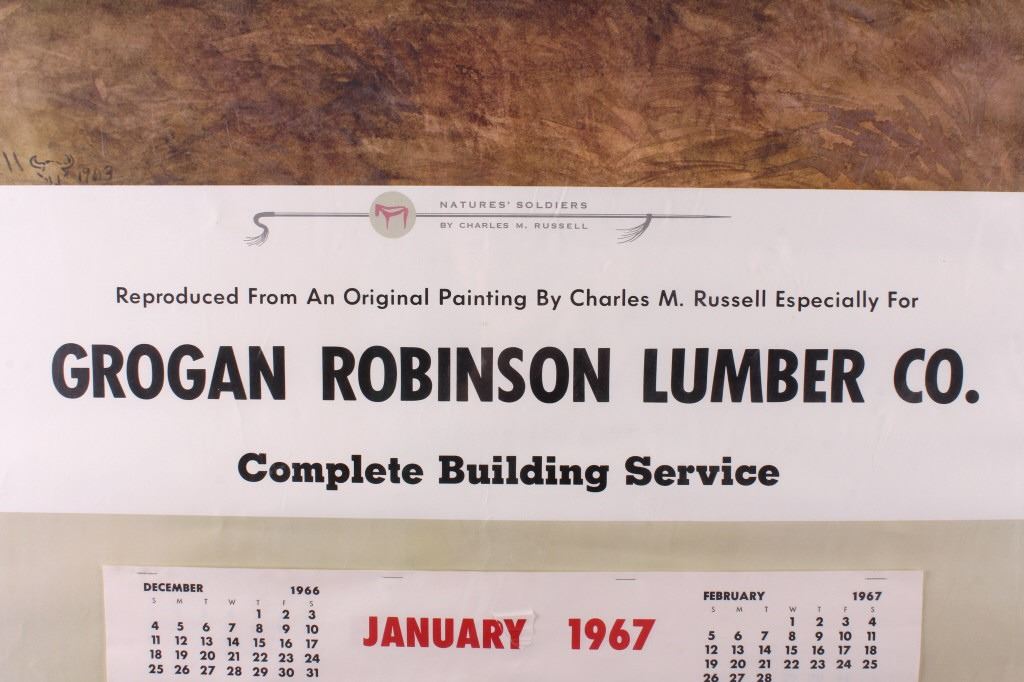 1903
NATURES' SOLDIERS
BY CHARLES M. RUSSELL
Reproduced From An Original Painting By Charles M. Russell Especially For
GROGAN ROBINSON LUMBER CO.
Complete Building Service
DECEMBER 1966
S M T W T F S
1 2 3
4 5 6 7 8 9 10
11 12 13 14 15 16 17
18 19 20 21 22 23 24
25 26 27 28 29 30 31
JANUARY 1967
FEBRUARY 1967
S M T W T F S
1 2 3 4
5 6 7 8 9 10 11
12 13 14 15 16 17 18
19 20 21 22 23 24 25
26 27 28